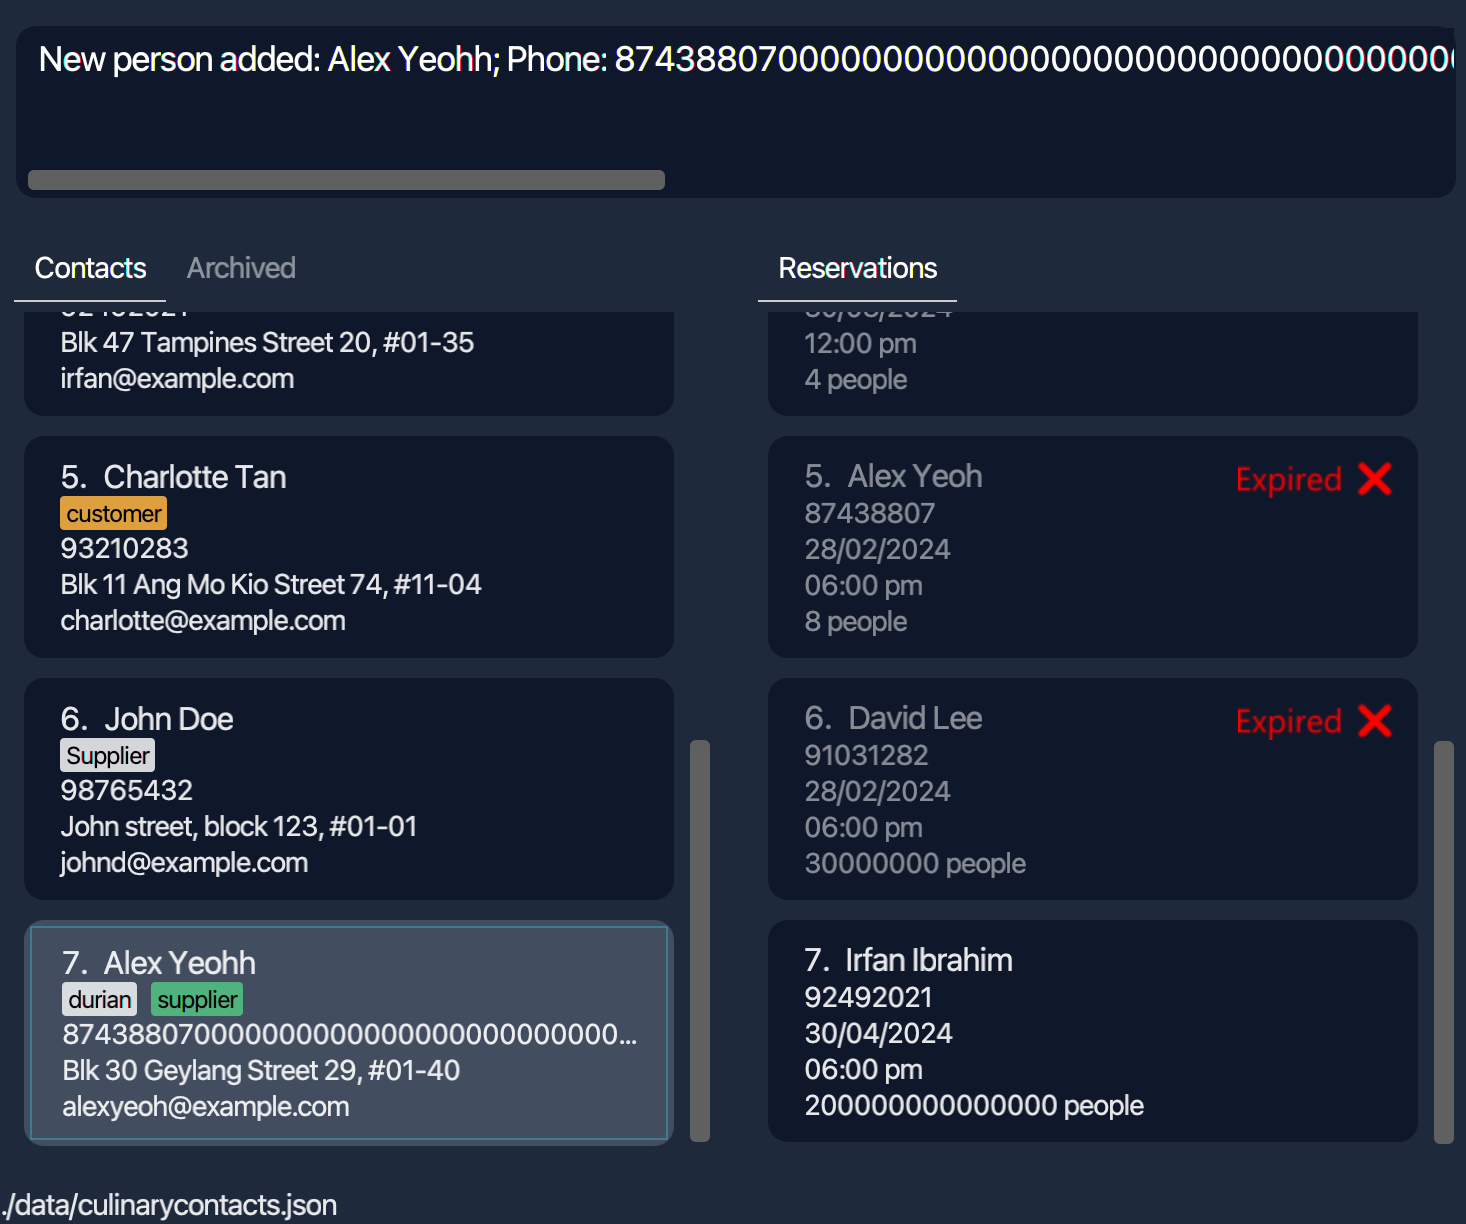 New person added: Alex Yeohh; Phone: 87438807000000000000000000000000000000
Contacts
Archived
Blk 47 Tampines Street 20, #01-35
irfan@example.com
5. Charlotte Tan
customer
93210283
Blk 11 Ang Mo Kio Street 74, #11-04
charlotte@example.com
6. John Doe
Supplier
98765432
John street, block 123, #01-01
johnd@example.com
7. Alex Yeohh
durian supplier
874388070000000000000000000000000...
Blk 30 Geylang Street 29, #01-40
alexyeoh@example.com
Reservations
12:00 pm
4 people
5. Alex Yeoh
Expired
87438807
28/02/2024
06:00 pm
8 people
6. David Lee
Expired
91031282
28/02/2024
06:00 pm
30000000 people
7. Irfan Ibrahim
92492021
30/04/2024
06:00 pm
200000000000000 people
./data/culinarycontacts.json